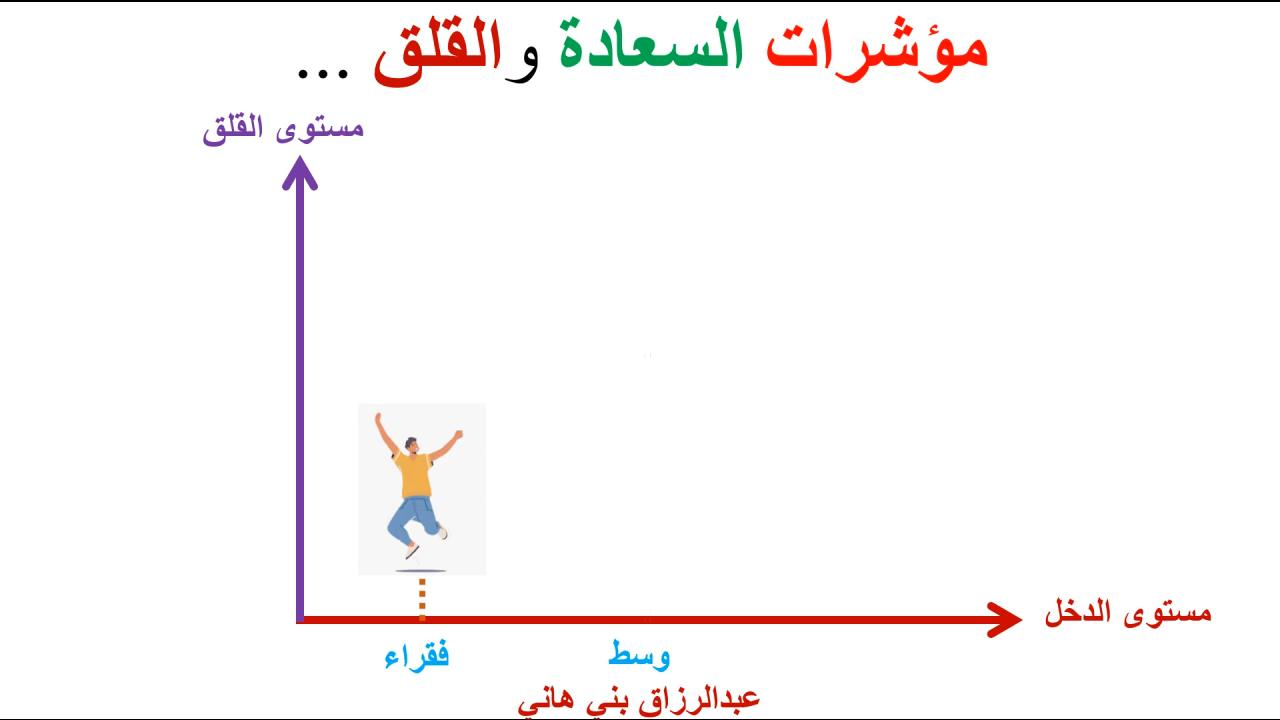 مؤشرات السعادة والقلق ...
مستوى القلق
مستوى الدخل
فقراء
وسط
عبدالرزاق بني هاني